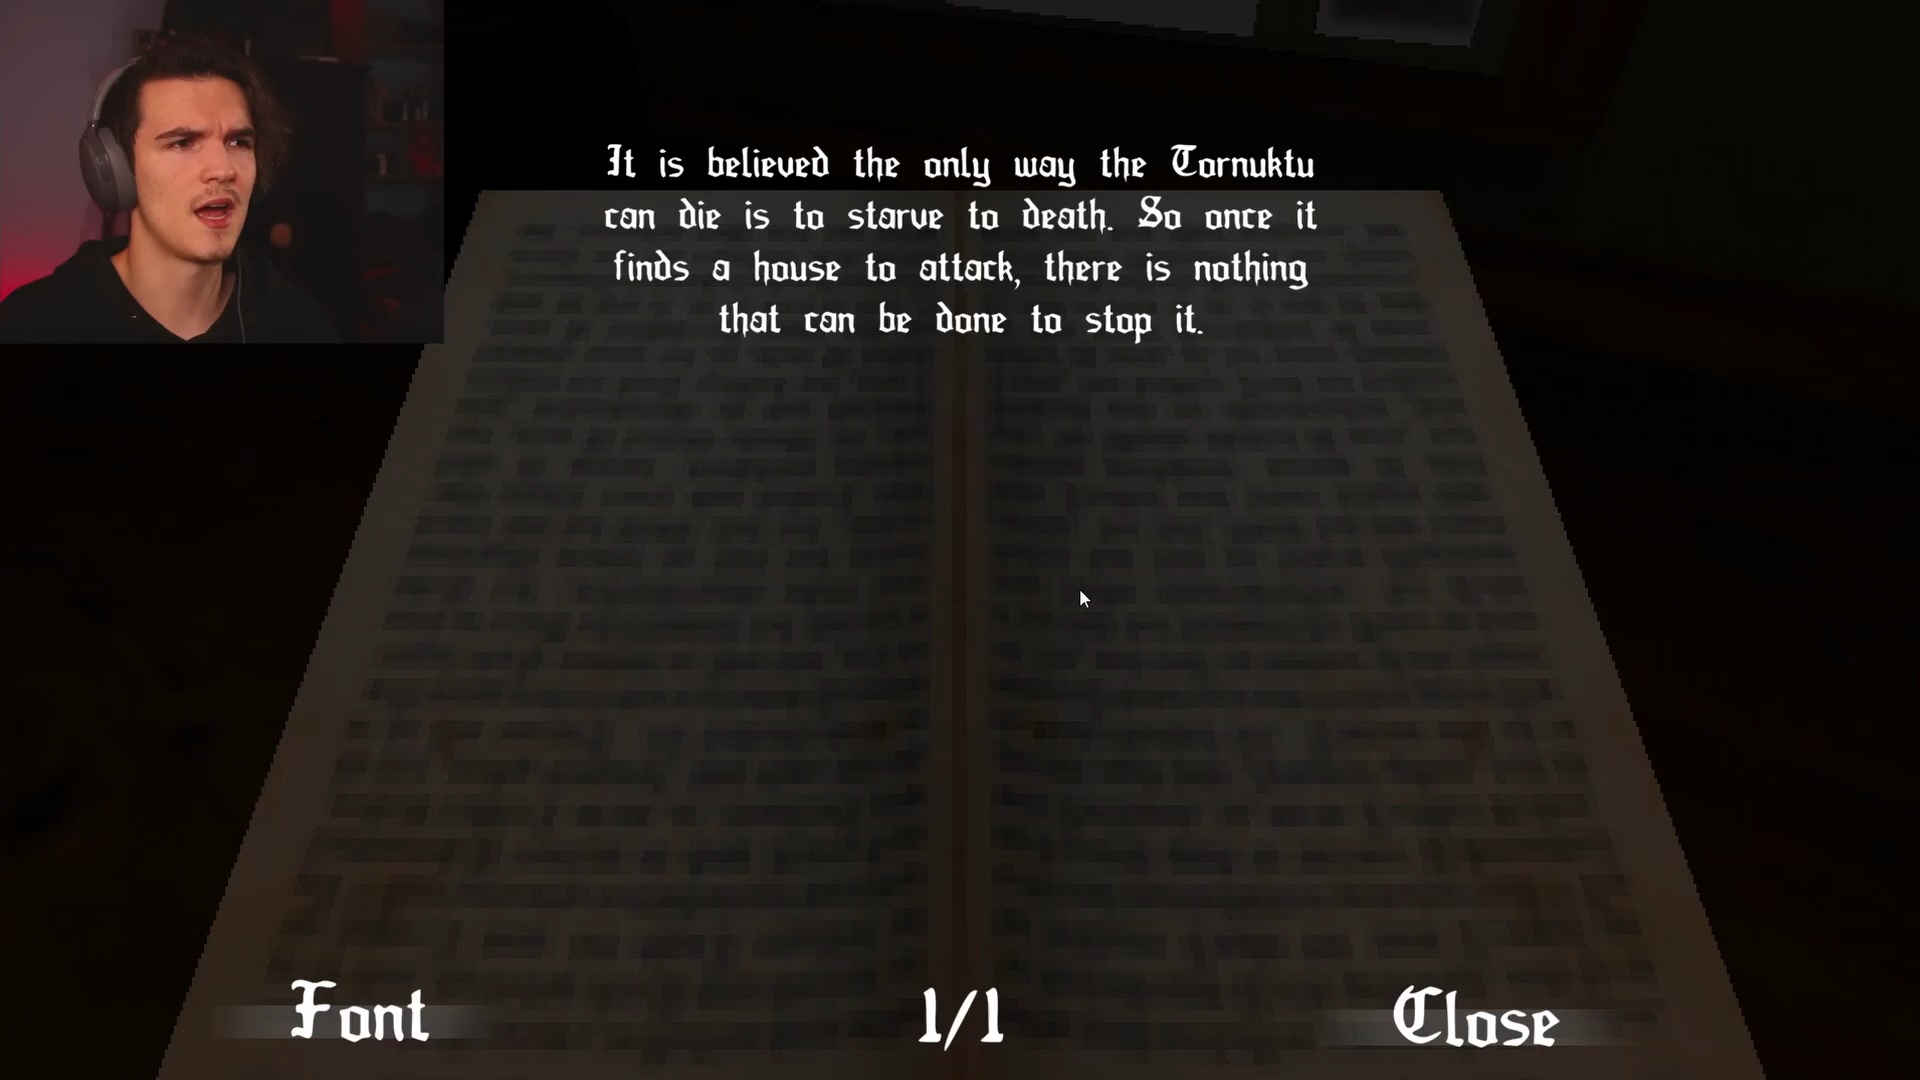 It is believed the only way the Tornuktu
can die is to starve to death. So once it
finds a house to attack, there is nothing
that can be done to stop it.
Font
1/1
Close